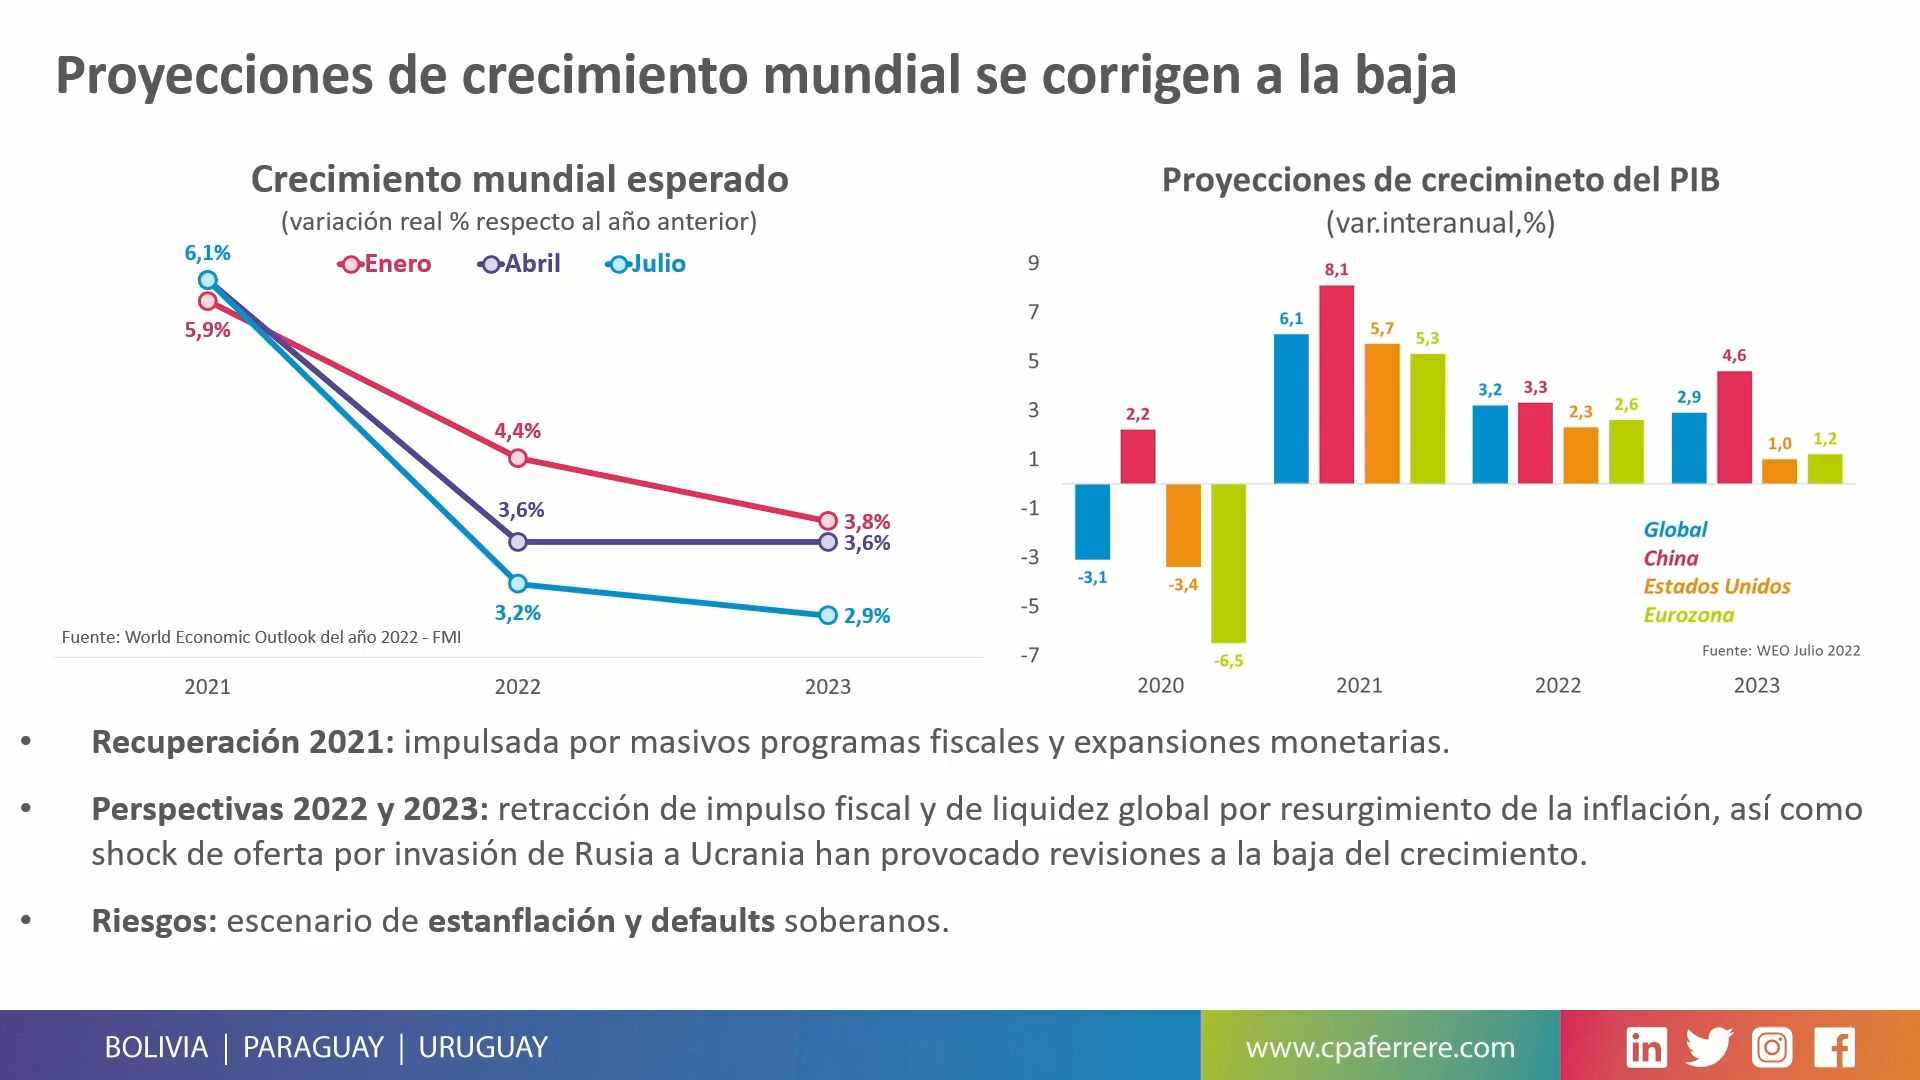 Proyecciones de crecimiento mundial se corrigen a la baja
Crecimiento mundial esperado
(variación real % respecto al año anterior)
Enero Abril Julio
6,1%
5,9%
4,4%
3,6%
3,8%
3,6%
3,2%
2,9%
Fuente: World Economic Outlook del año 2022 - FMI
2021 2022 2023
Proyecciones de crecimineto del PIB
(var.interanual,%)
9
7
5
3
1
-1
-3
-5
-7
-3,1 2,2 -3,4 -6,5
6,1 8,1 5,7 5,3
3,2 3,3 2,3 2,6
2,9 4,6 1,0 1,2
Global
China
Estados Unidos
Eurozona
Fuente: WEO Julio 2022
2020 2021 2022 2023
• Recuperación 2021: impulsada por masivos programas fiscales y expansiones monetarias.
• Perspectivas 2022 y 2023: retracción de impulso fiscal y de liquidez global por resurgimiento de la inflación, así como
shock de oferta por invasión de Rusia a Ucrania han provocado revisiones a la baja del crecimiento.
• Riesgos: escenario de estanflación y defaults soberanos.
BOLIVIA | PARAGUAY | URUGUAY
www.cpaferrere.com